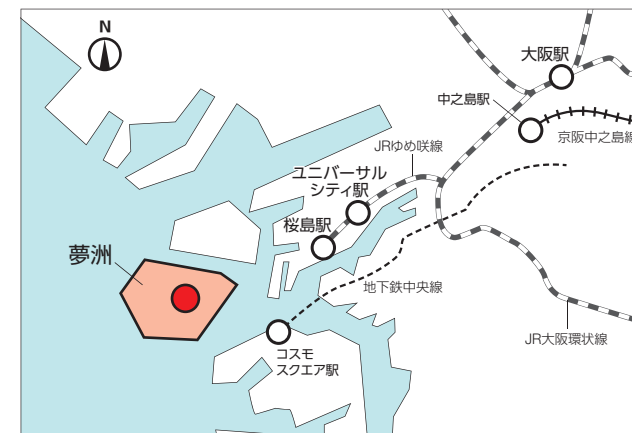 N
大阪駅
中之島駅
京阪中之島線
JRゆめ咲線
ユニバーサル
シティ駅
桜島駅
夢洲
地下鉄中央線
コスモ
スクエア駅
JR大阪環状線